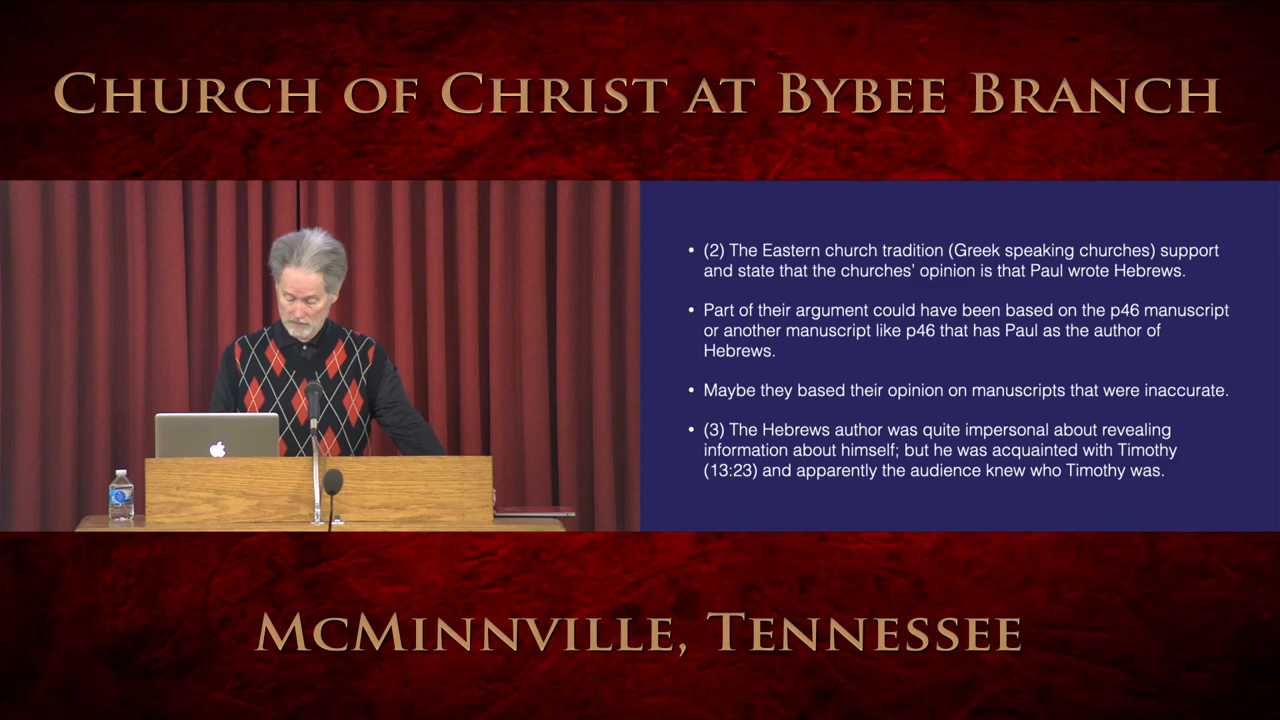 Church of Christ at Bybee Branch
• (2) The Eastern church tradition (Greek speaking churches) support
and state that the churches’ opinion is that Paul wrote Hebrews.
• Part of their argument could have been based on the p46 manuscript
or another manuscript like p46 that has Paul as the author of
Hebrews.
• Maybe they based their opinion on manuscripts that were inaccurate.
• (3) The Hebrews author was quite impersonal about revealing
information about himself; but he was acquainted with Timothy
(13:23) and apparently the audience knew who Timothy was.
McMinnville, Tennessee